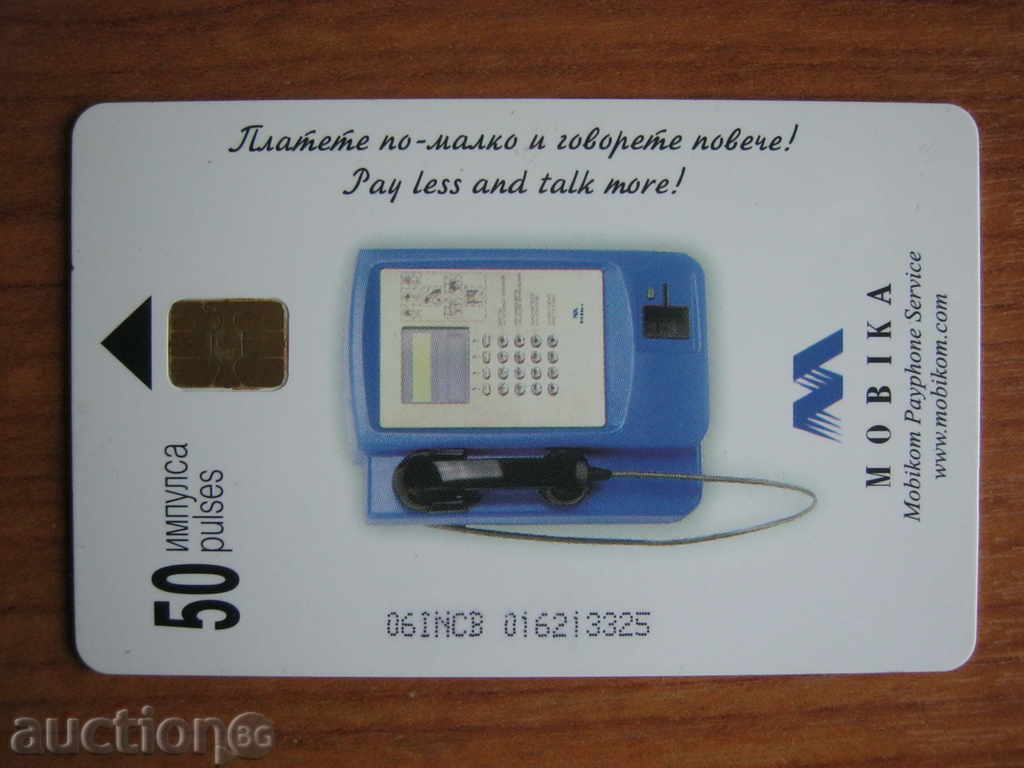 Платете по-малко и говорете повече!
Pay less and talk more!
50 импулса
pulses
MOBIKA
Mobikom Payphone Service
www.mobikom.com
06INCB 016213325
auction BG